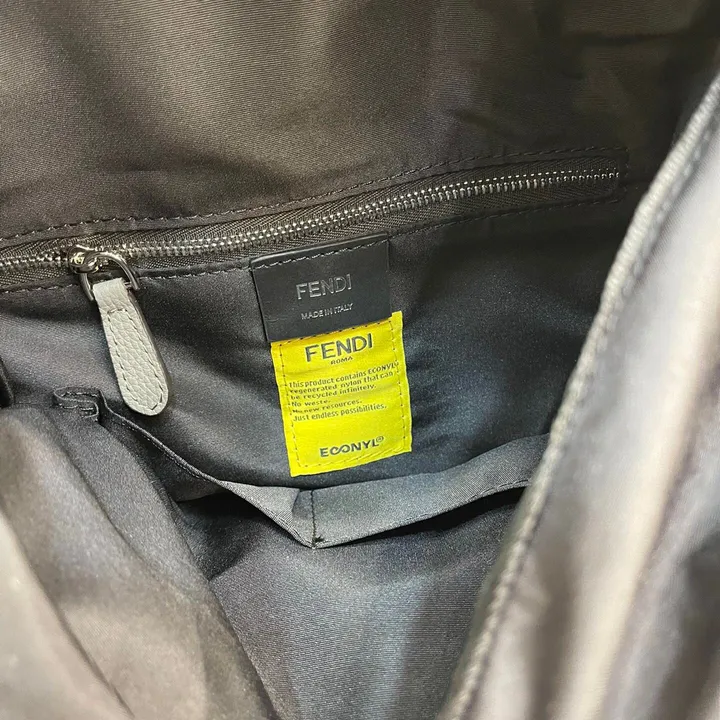 FENDI
MADE IN ITALY
FENDI
ROMA
This product contains ECONYL®
regenerated nylon that can
be recycled infinitely.
No waste.
No new resources.
Just endless possibilities.
ECONYL®